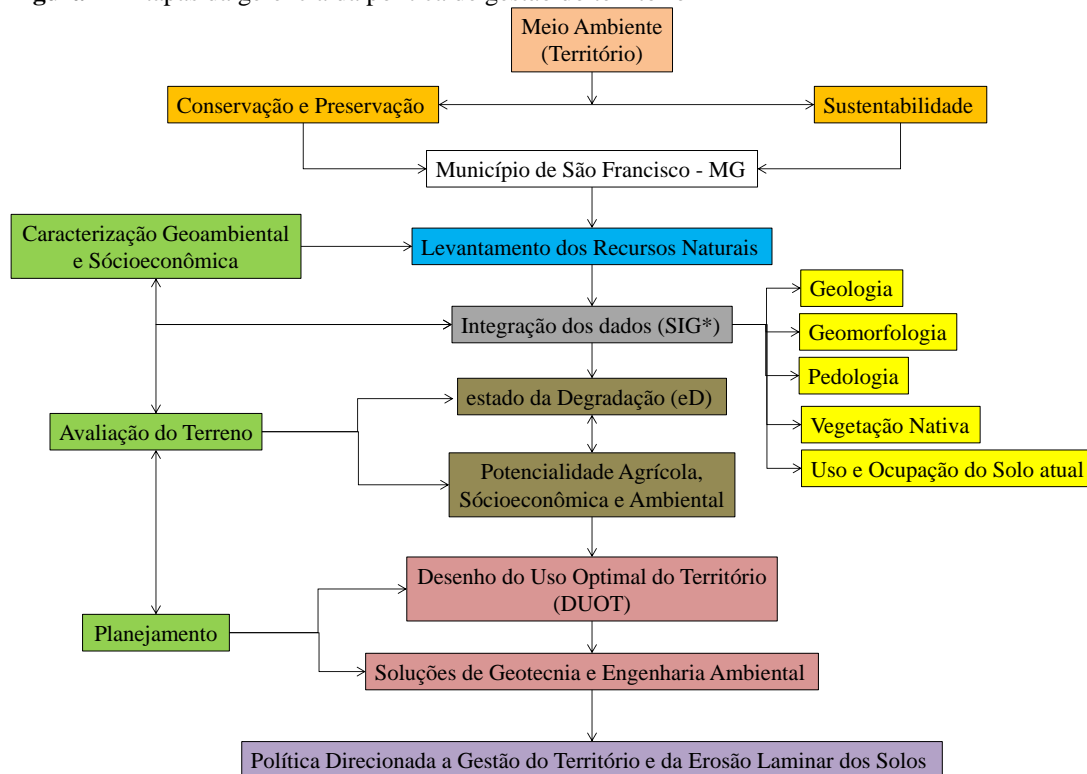 Meio Ambiente
(Território)
Conservação e Preservação
Sustentabilidade
Município de São Francisco - MG
Caracterização Geoambiental
e Sócioeconômica
Levantamento dos Recursos Naturais
Geologia
Integração dos dados (SIG*)
Geomorfologia
Pedologia
estado da Degradação (eD)
Avaliação do Terreno
Vegetação Nativa
Potencialidade Agrícola,
Sócioeconômica e Ambiental
Uso e Ocupação do Solo atual
Desenho do Uso Optimal do Território
(DUOT)
Planejamento
Soluções de Geotecnia e Engenharia Ambiental
Política Direcionada a Gestão do Território e da Erosão Laminar dos Solos